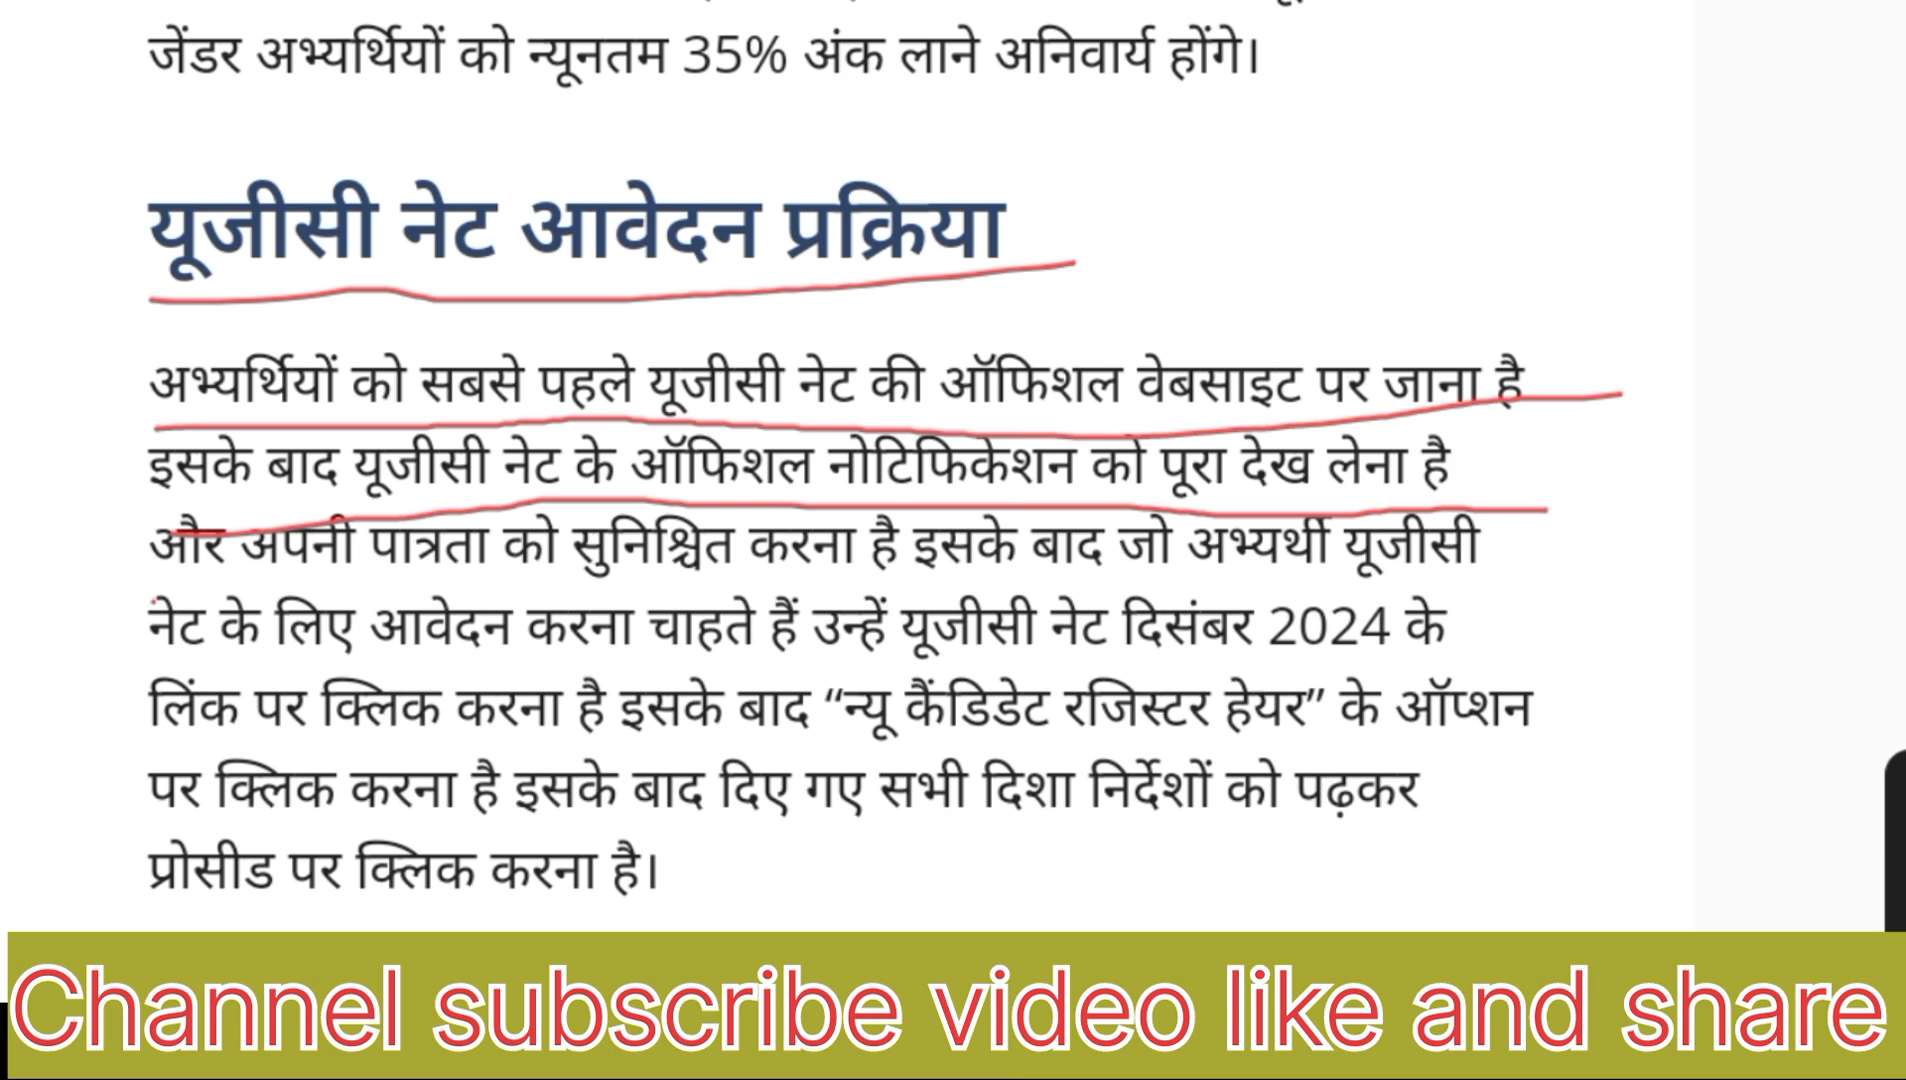 जेंडर अभ्यर्थियों को न्यूनतम 35% अंक लाने अनिवार्य होंगे।
यूजीसी नेट आवेदन प्रक्रिया
अभ्यर्थियों को सबसे पहले यूजीसी नेट की ऑफिशल वेबसाइट पर जाना है
इसके बाद यूजीसी नेट के ऑफिशल नोटिफिकेशन को पूरा देख लेना है
और अपनी पात्रता को सुनिश्चित करना है इसके बाद जो अभ्यर्थी यूजीसी
नेट के लिए आवेदन करना चाहते हैं उन्हें यूजीसी नेट दिसंबर 2024 के
लिंक पर क्लिक करना है इसके बाद “न्यू कैंडिडेट रजिस्टर हेयर” के ऑप्शन
पर क्लिक करना है इसके बाद दिए गए सभी दिशा निर्देशों को पढ़कर
प्रोसीड पर क्लिक करना है।
Channel subscribe video like and share